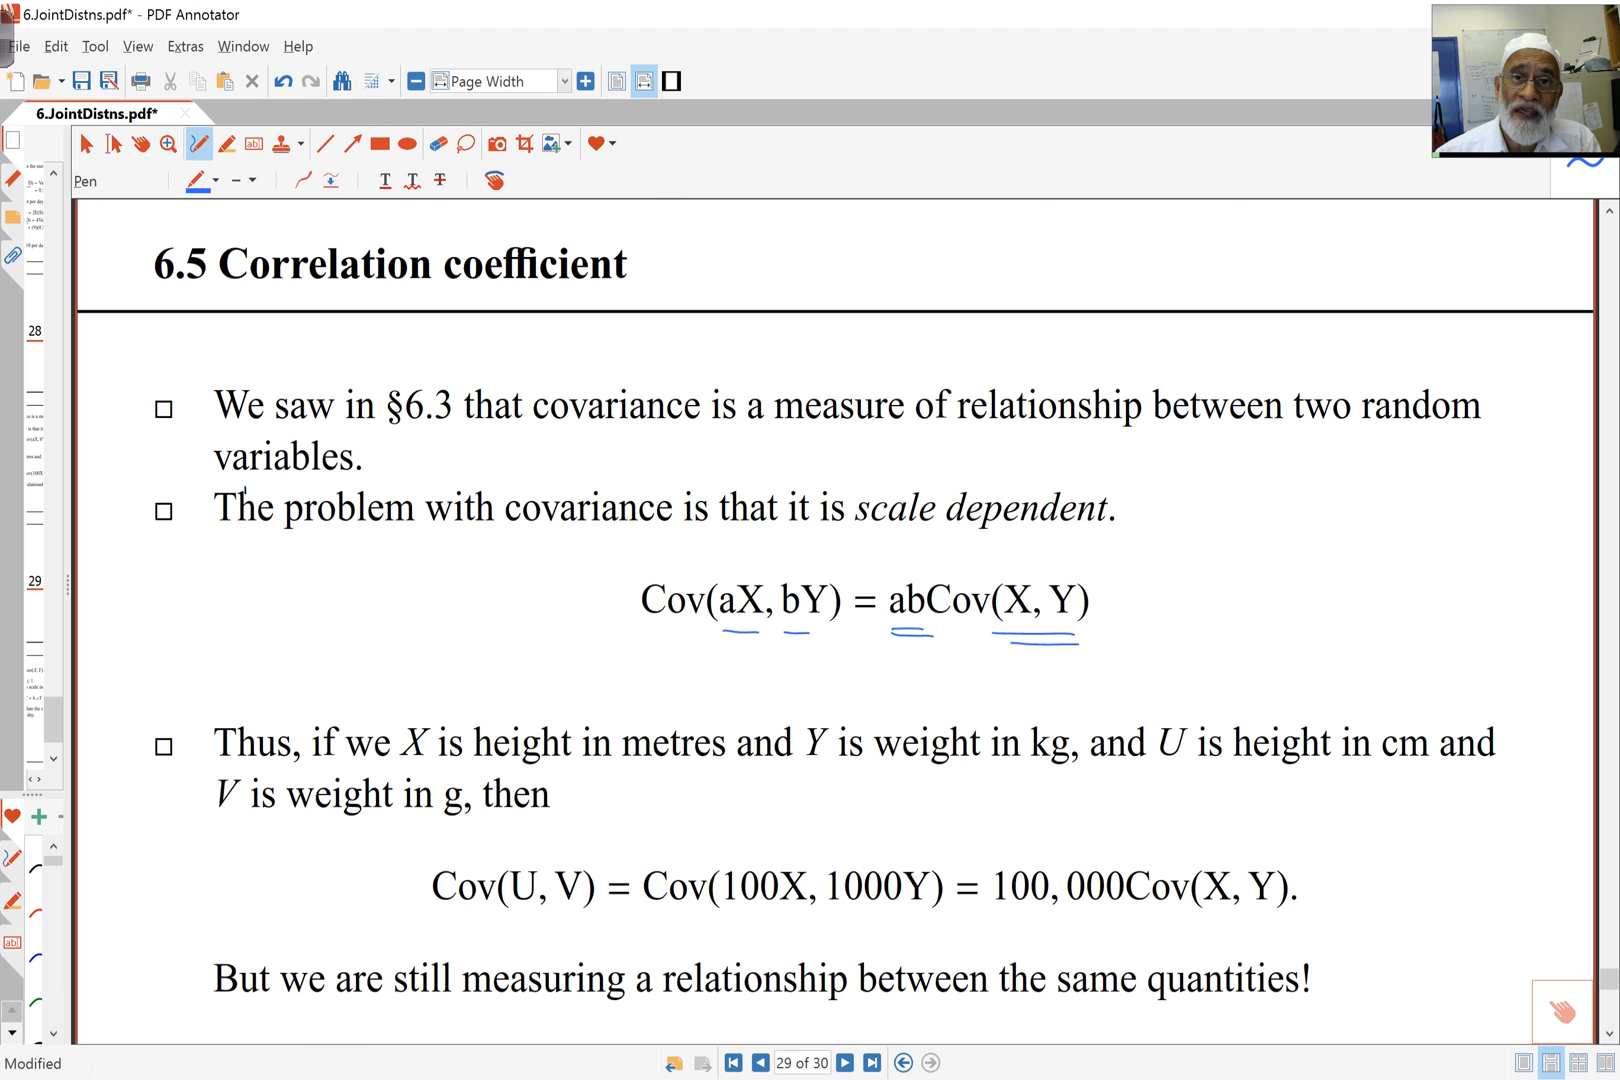 6.JointDistns.pdf* - PDF Annotator
File Edit Tool View Extras Window Help
Page Width
6.JointDistns.pdf*
Pen
6.5 Correlation coefficient
We saw in §6.3 that covariance is a measure of relationship between two random
variables.
The problem with covariance is that it is scale dependent.
Cov(aX, bY) = abCov(X, Y)
Thus, if we X is height in metres and Y is weight in kg, and U is height in cm and
V is weight in g, then
Cov(U, V) = Cov(100X, 1000Y) = 100, 000Cov(X, Y).
But we are still measuring a relationship between the same quantities!
28
29
Modified
29 of 30